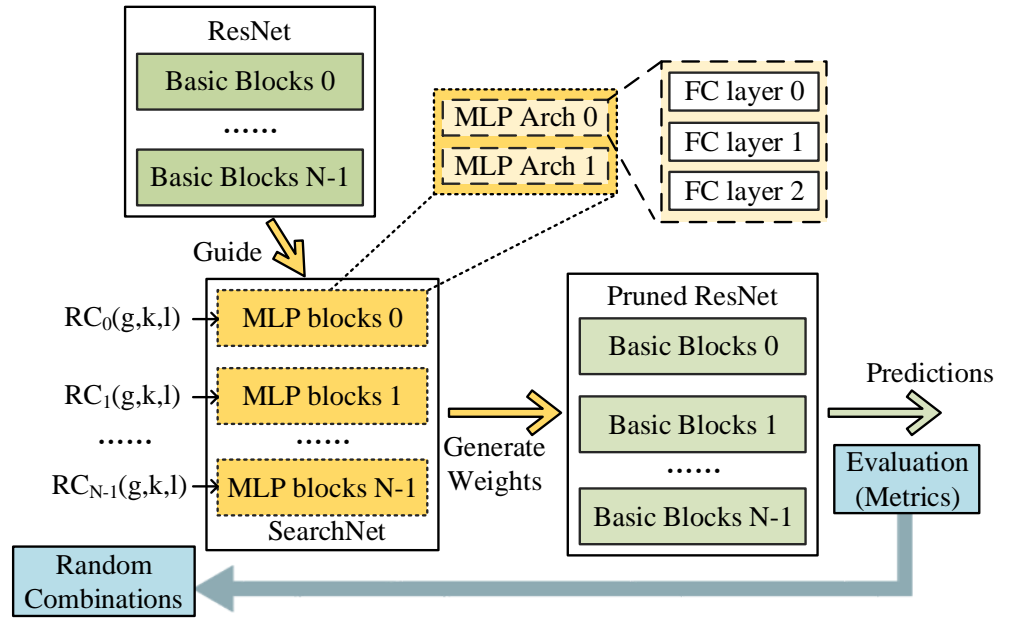 ResNet
Basic Blocks 0
......
Basic Blocks N-1
MLP Arch 0
MLP Arch 1
FC layer 0
FC layer 1
FC layer 2
Guide
RC0(g,k,l)
RC1(g,k,l)
......
RCN-1(g,k,l)
MLP blocks 0
MLP blocks 1
......
MLP blocks N-1
SearchNet
Generate
Weights
Pruned ResNet
Basic Blocks 0
Basic Blocks 1
......
Basic Blocks N-1
Predictions
Evaluation
(Metrics)
Random
Combinations